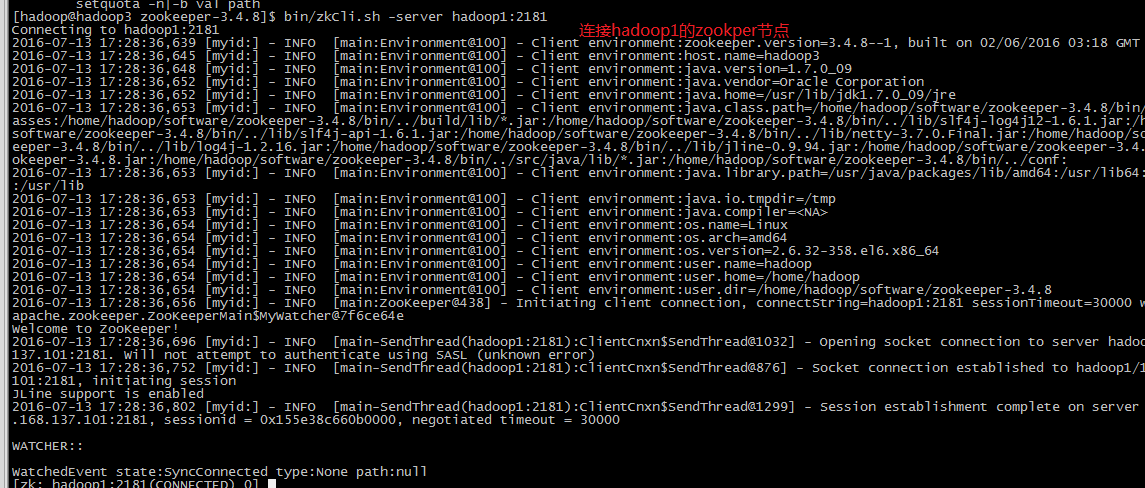 setquota -n|-b val path
[hadoop@hadoop3 zookeeper-3.4.8]$ bin/zkCli.sh -server hadoop1:2181
Connecting to hadoop1:2181
连接hadoop1的zookper节点
2016-07-13 17:28:36,639 [myid:] - INFO  [main:Environment@100] - Client environment:zookeeper.version=3.4.8--1, built on 02/06/2016 03:18 GMT
2016-07-13 17:28:36,645 [myid:] - INFO  [main:Environment@100] - Client environment:host.name=hadoop3
2016-07-13 17:28:36,648 [myid:] - INFO  [main:Environment@100] - Client environment:java.version=1.7.0_09
2016-07-13 17:28:36,652 [myid:] - INFO  [main:Environment@100] - Client environment:java.vendor=Oracle Corporation
2016-07-13 17:28:36,652 [myid:] - INFO  [main:Environment@100] - Client environment:java.home=/usr/lib/jdk1.7.0_09/jre
2016-07-13 17:28:36,653 [myid:] - INFO  [main:Environment@100] - Client environment:java.class.path=/home/hadoop/software/zookeeper-3.4.8/bin/
asses:/home/hadoop/software/zookeeper-3.4.8/bin/../build/lib/*.jar:/home/hadoop/software/zookeeper-3.4.8/bin/../lib/slf4j-log4j12-1.6.1.jar:/h
software/zookeeper-3.4.8/bin/../lib/slf4j-api-1.6.1.jar:/home/hadoop/software/zookeeper-3.4.8/bin/../lib/netty-3.7.0.Final.jar:/home/hadoop/so
eeper-3.4.8/bin/../lib/log4j-1.2.16.jar:/home/hadoop/software/zookeeper-3.4.8/bin/../lib/jline-0.9.94.jar:/home/hadoop/software/zookeeper-3.4.
okeeper-3.4.8.jar:/home/hadoop/software/zookeeper-3.4.8/bin/../src/java/lib/*.jar:/home/hadoop/software/zookeeper-3.4.8/bin/../conf:
2016-07-13 17:28:36,653 [myid:] - INFO  [main:Environment@100] - Client environment:java.library.path=/usr/java/packages/lib/amd64:/usr/lib64:
:/usr/lib
2016-07-13 17:28:36,653 [myid:] - INFO  [main:Environment@100] - Client environment:java.io.tmpdir=/tmp
2016-07-13 17:28:36,653 [myid:] - INFO  [main:Environment@100] - Client environment:java.compiler=<NA>
2016-07-13 17:28:36,654 [myid:] - INFO  [main:Environment@100] - Client environment:os.name=Linux
2016-07-13 17:28:36,654 [myid:] - INFO  [main:Environment@100] - Client environment:os.arch=amd64
2016-07-13 17:28:36,654 [myid:] - INFO  [main:Environment@100] - Client environment:os.version=2.6.32-358.el6.x86_64
2016-07-13 17:28:36,654 [myid:] - INFO  [main:Environment@100] - Client environment:user.name=hadoop
2016-07-13 17:28:36,654 [myid:] - INFO  [main:Environment@100] - Client environment:user.home=/home/hadoop
2016-07-13 17:28:36,654 [myid:] - INFO  [main:Environment@100] - Client environment:user.dir=/home/hadoop/software/zookeeper-3.4.8
2016-07-13 17:28:36,656 [myid:] - INFO  [main:ZooKeeper@438] - Initiating client connection, connectString=hadoop1:2181 sessionTimeout=30000 w
apache.zookeeper.ZooKeeperMain$MyWatcher@7f6ce64e
Welcome to ZooKeeper!
2016-07-13 17:28:36,696 [myid:] - INFO  [main-SendThread(hadoop1:2181):ClientCnxn$SendThread@1032] - Opening socket connection to server hadoo
137.101:2181. Will not attempt to authenticate using SASL (unknown error)
2016-07-13 17:28:36,752 [myid:] - INFO  [main-SendThread(hadoop1:2181):ClientCnxn$SendThread@876] - Socket connection established to hadoop1/1
101:2181, initiating session
JLine support is enabled
2016-07-13 17:28:36,802 [myid:] - INFO  [main-SendThread(hadoop1:2181):ClientCnxn$SendThread@1299] - Session establishment complete on server
.168.137.101:2181, sessionid = 0x155e38c660b0000, negotiated timeout = 30000
WATCHER::
WatchedEvent state:SyncConnected type:None path:null
[zk: hadoop1:2181(CONNECTED) 0]